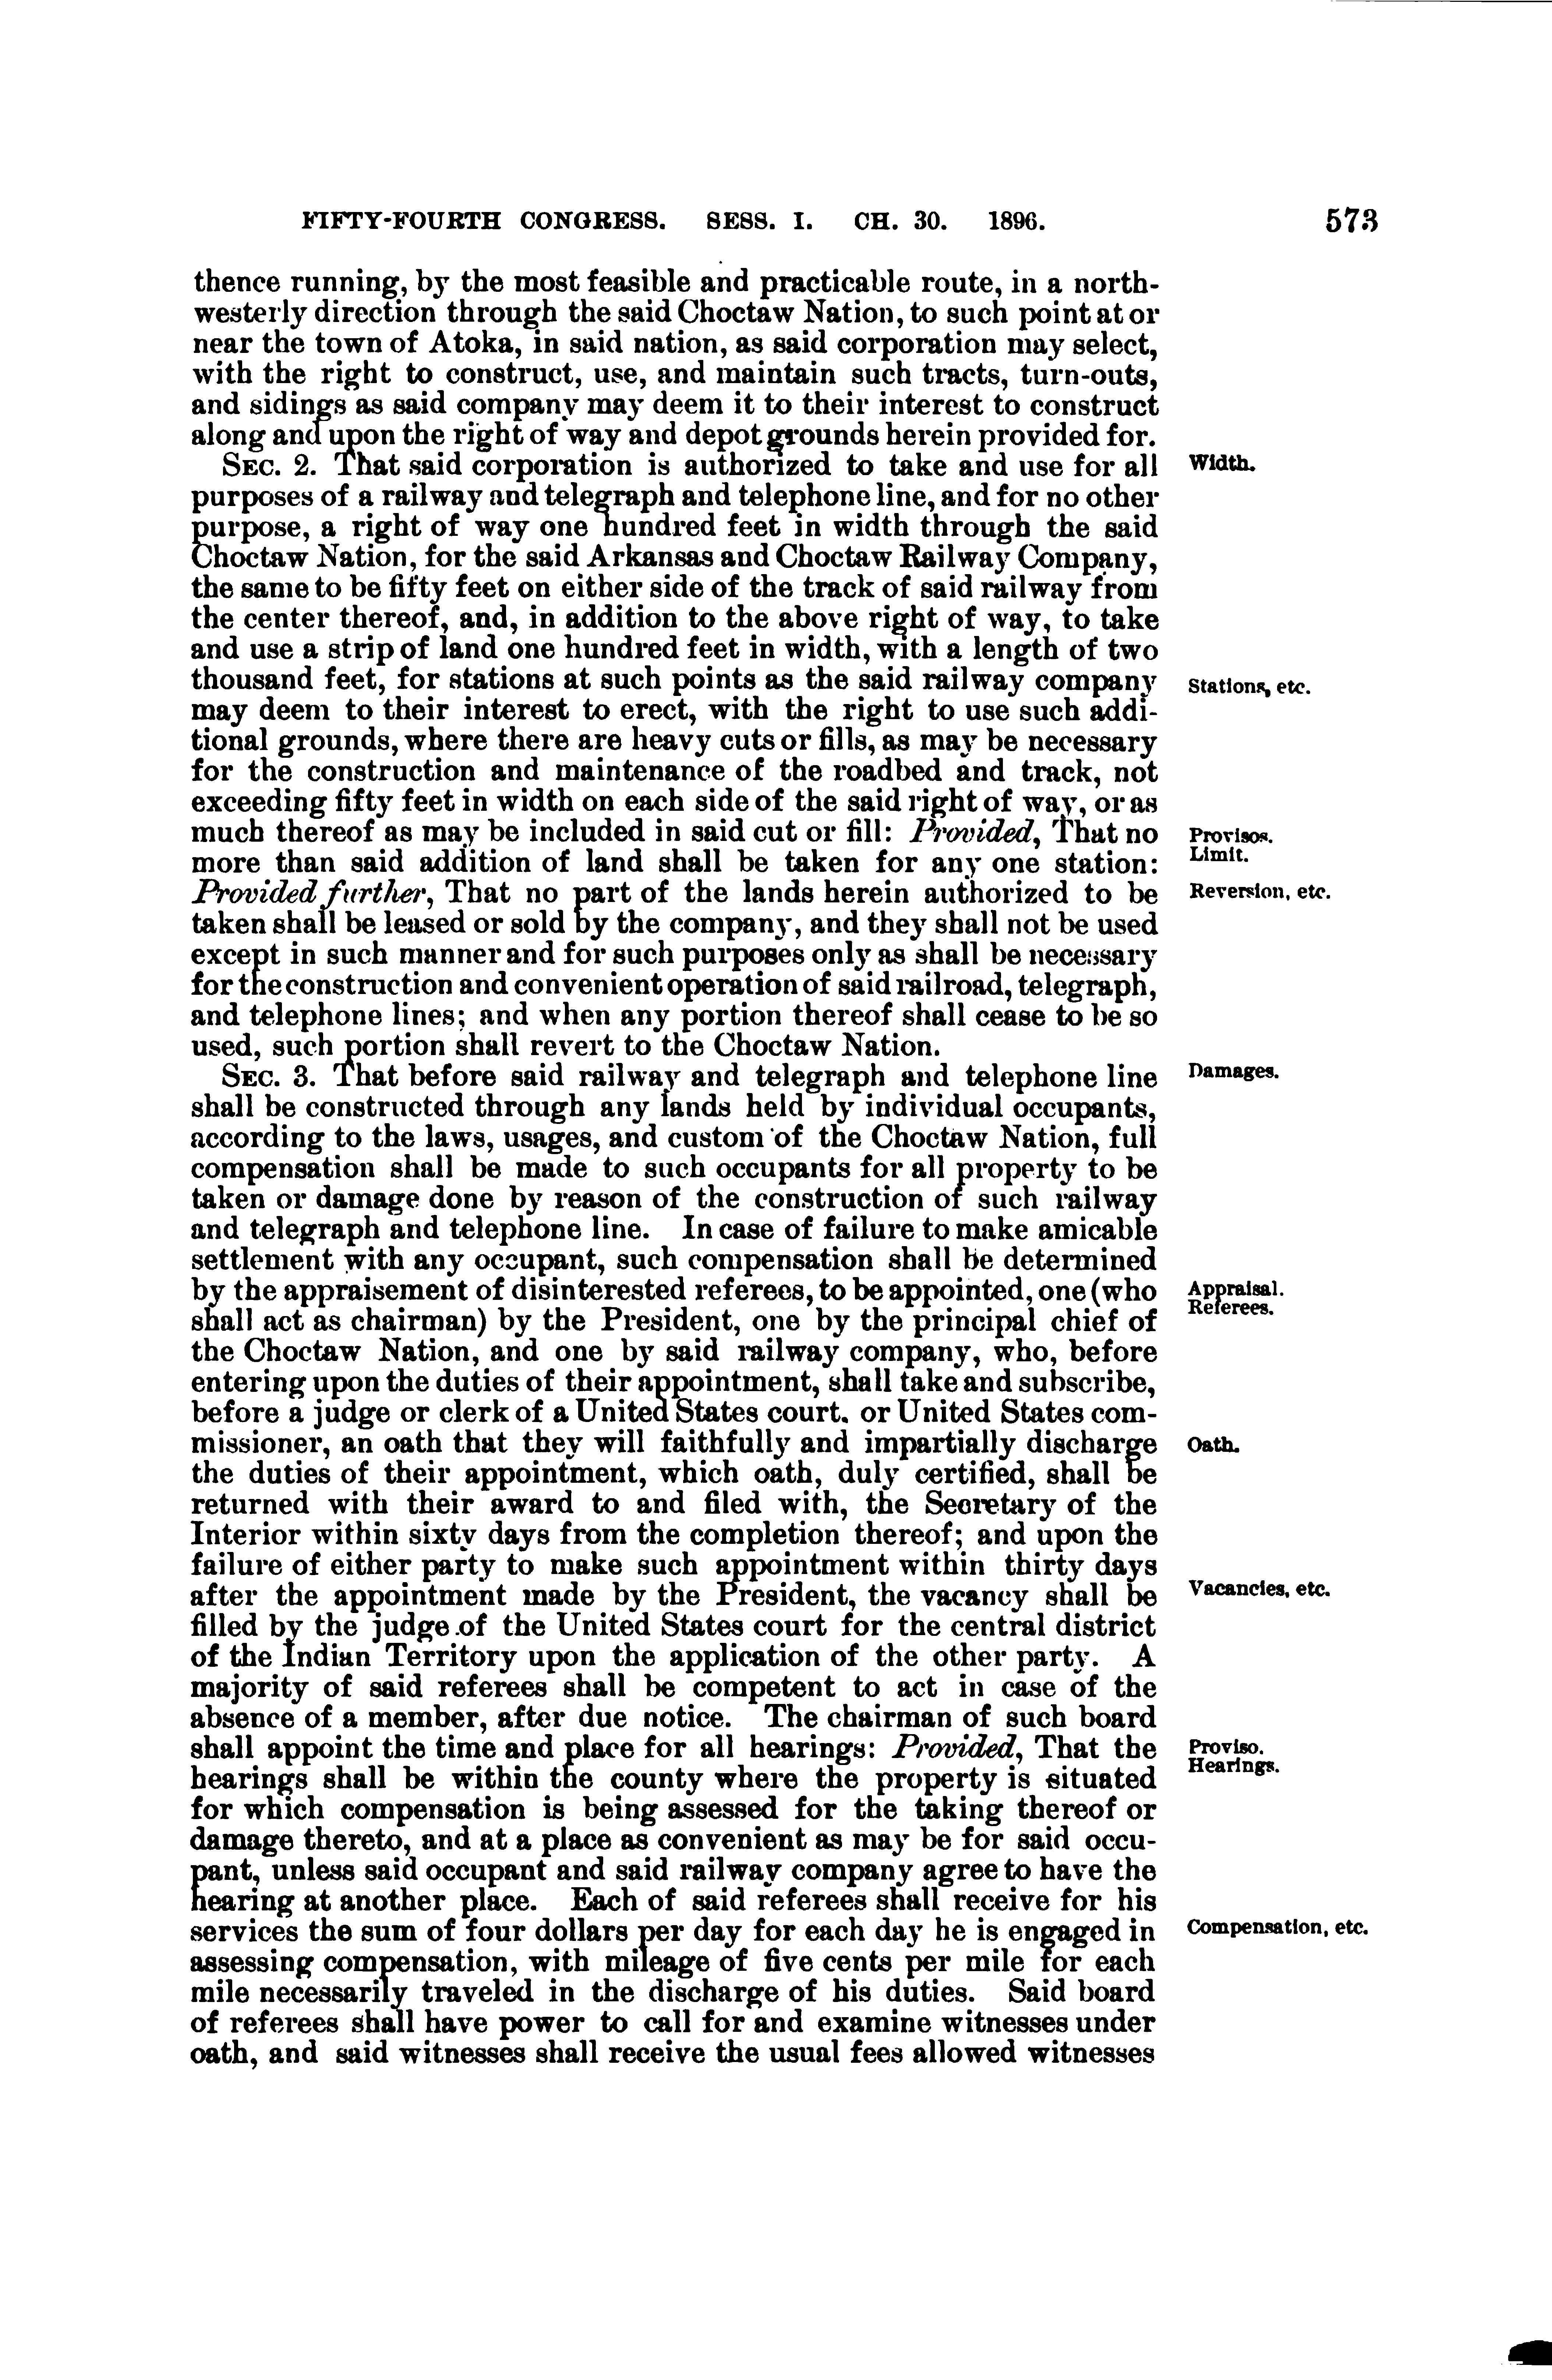 FIFTY-FOURTH CONGRESS. SESS. I. CH. 30. 1896. 573
thence running, by the most feasible and practicable route, in a north-
westerly direction through the said Choctaw Nation, to such point at or
near the town of Atoka, in said nation, as said corporation may select,
with the right to construct, use, and maintain such tracts, turn-outs,
and sidings as said company may deem it to their interest to construct
along and upon the right of way and depot grounds herein provided for.
SEC. 2. That said corporation is authorized to take and use for all
Width.
purposes of a railway and telegraph and telephone line, and for no other
purpose, a right of way one hundred feet in width through the said
Choctaw Nation, for the said Arkansas and Choctaw Railway Company,
the same to be fifty feet on either side of the track of said railway from
the center thereof, and, in addition to the above right of way, to take
and use a strip of land one hundred feet in width, with a length of two
thousand feet, for stations at such points as the said railway company
Stations, etc.
may deem to their interest to erect, with the right to use such addi-
tional grounds, where there are heavy cuts or fills, as may be necessary
for the construction and maintenance of the roadbed and track, not
exceeding fifty feet in width on each side of the said right of way, or as
much thereof as may be included in said cut or fill: Provided, That no
Provisos.
more than said addition of land shall be taken for any one station:
Limit.
Provided further, That no part of the lands herein authorized to be
Reversion, etc.
taken shall be leased or sold by the company, and they shall not be used
except in such manner and for such purposes only as shall be necessary
for the construction and convenient operation of said railroad, telegraph,
and telephone lines; and when any portion thereof shall cease to be so
used, such portion shall revert to the Choctaw Nation.
SEC. 3. That before said railway and telegraph and telephone line
Damages.
shall be constructed through any lands held by individual occupants,
according to the laws, usages, and custom of the Choctaw Nation, full
compensation shall be made to such occupants for all property to be
taken or damage done by reason of the construction of such railway
and telegraph and telephone line. In case of failure to make amicable
settlement with any occupant, such compensation shall be determined
by the appraisement of disinterested referees, to be appointed, one (who
Appraisal.
shall act as chairman) by the President, one by the principal chief of
Referees.
the Choctaw Nation, and one by said railway company, who, before
entering upon the duties of their appointment, shall take and subscribe,
before a judge or clerk of a United States court, or United States com-
missioner, an oath that they will faithfully and impartially discharge
Oath.
the duties of their appointment, which oath, duly certified, shall be
returned with their award to and filed with, the Secretary of the
Interior within sixty days from the completion thereof; and upon the
failure of either party to make such appointment within thirty days
after the appointment made by the President, the vacancy shall be
Vacancies, etc.
filled by the judge of the United States court for the central district
of the Indian Territory upon the application of the other party. A
majority of said referees shall be competent to act in case of the
absence of a member, after due notice. The chairman of such board
shall appoint the time and place for all hearings: Provided, That the
Proviso.
hearings shall be within the county where the property is situated
Hearings.
for which compensation is being assessed for the taking thereof or
damage thereto, and at a place as convenient as may be for said occu-
pant, unless said occupant and said railway company agree to have the
hearing at another place. Each of said referees shall receive for his
services the sum of four dollars per day for each day he is engaged in
Compensation, etc.
assessing compensation, with mileage of five cents per mile for each
mile necessarily traveled in the discharge of his duties. Said board
of referees shall have power to call for and examine witnesses under
oath, and said witnesses shall receive the usual fees allowed witnesses